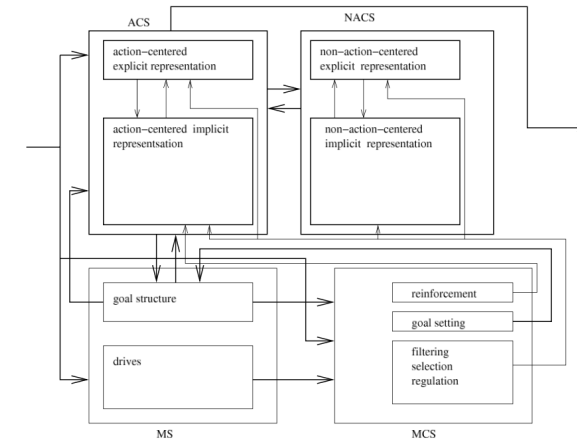 ACS
NACS
action-centered
explicit representation
non-action-centered
explicit representation
action-centered implicit
representsation
non-action-centered
implicit representation
goal structure
reinforcement
goal setting
drives
filtering
selection
regulation
MS
MCS